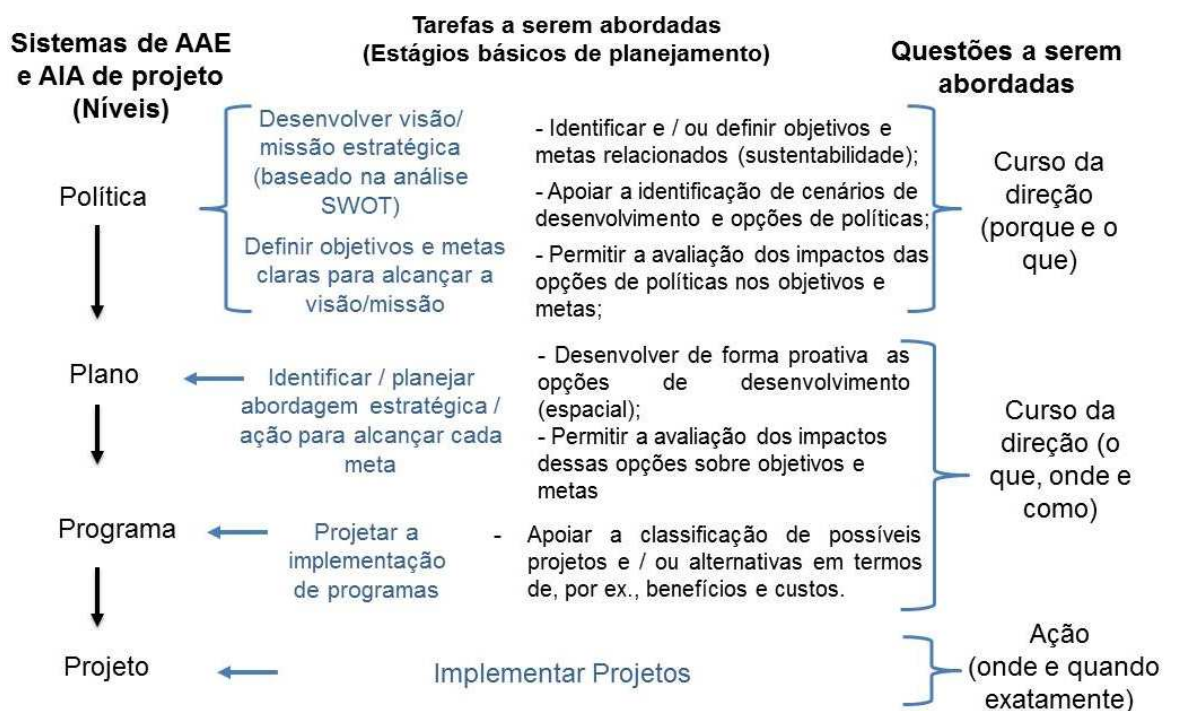 Sistemas de AAE
e AIA de projeto
(Níveis)
Tarefas a serem abordadas
(Estágios básicos de planejamento)
Questões a serem
abordadas
Política
Desenvolver visão/
missão estratégica
(baseado na análise
SWOT)
Definir objetivos e metas
claras para alcançar a
visão/missão
- Identificar e / ou definir objetivos e
metas relacionados (sustentabilidade);
- Apoiar a identificação de cenários de
desenvolvimento e opções de políticas;
- Permitir a avaliação dos impactos das
opções de políticas nos objetivos e
metas;
Curso da
direção
(porque e o
que)
Plano
Identificar / planejar
abordagem estratégica /
ação para alcançar cada
meta
- Desenvolver de forma proativa as
opções de desenvolvimento
(espacial);
- Permitir a avaliação dos impactos
dessas opções sobre objetivos e
metas
Curso da
direção (o
que, onde e
como)
Programa
Projetar a
implementação
de programas
- Apoiar a classificação de possíveis
projetos e / ou alternativas em termos
de, por ex., benefícios e custos.
Projeto
Implementar Projetos
Ação
(onde e quando
exatamente)